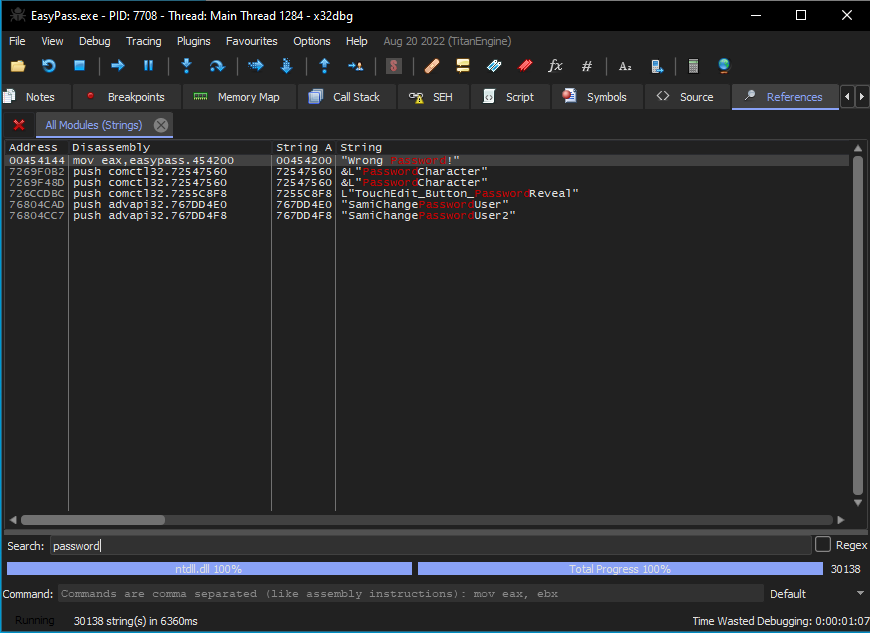 EasyPass.exe - PID: 7708 - Thread: Main Thread 1284 - x32dbg
File View Debug Tracing Plugins Favourites Options Help Aug 20 2022 (TitanEngine)
$ fx # A₂
Notes Breakpoints Memory Map Call Stack SEH Script Symbols <> Source References
All Modules (Strings)
Address Disassembly String A String
00454144 mov eax,easypass.454200 00454200 "Wrong Password!"
7269F0B2 push comctl32.72547560 72547560 &L"PasswordCharacter"
7269F48D push comctl32.72547560 72547560 &L"PasswordCharacter"
726CCDBC push comctl32.7255C8F8 7255C8F8 L"TouchEdit_Button_PasswordReveal"
76804CAD push advapi32.767DD4E0 767DD4E0 "SamiChangePasswordUser"
76804CC7 push advapi32.767DD4F8 767DD4F8 "SamiChangePasswordUser2"
Search: password Regex
ntdll.dll 100% Total Progress 100% 30138
Command: Commands are comma separated (like assembly instructions): mov eax, ebx Default
Running 30138 string(s) in 6360ms Time Wasted Debugging: 0:00:01:07